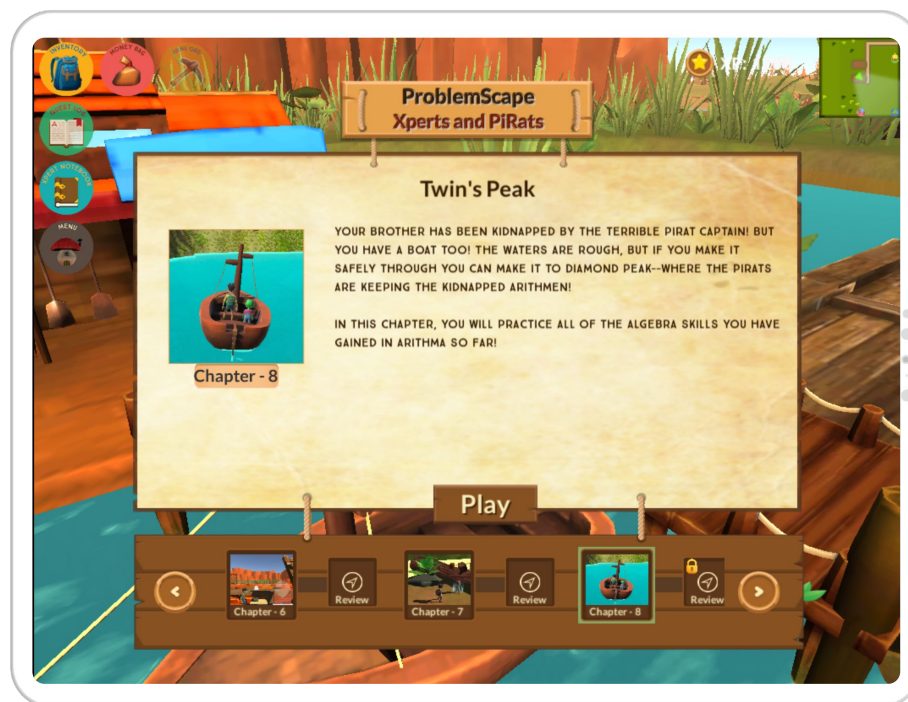 INVENTORY
MONEY BAG
ProblemScape
Xperts and PiRats
XPERT NOTEBOOK
MENU
Twin's Peak
YOUR BROTHER HAS BEEN KIDNAPPED BY THE TERRIBLE PIRAT CAPTAIN! BUT
YOU HAVE A BOAT TOO! THE WATERS ARE ROUGH, BUT IF YOU MAKE IT
SAFELY THROUGH YOU CAN MAKE IT TO DIAMOND PEAK--WHERE THE PIRATS
ARE KEEPING THE KIDNAPPED ARITHMEN!
IN THIS CHAPTER, YOU WILL PRACTICE ALL OF THE ALGEBRA SKILLS YOU HAVE
GAINED IN ARITHMA SO FAR!
Chapter - 8
Play
Chapter - 6
Review
Chapter - 7
Review
Chapter - 8
Review